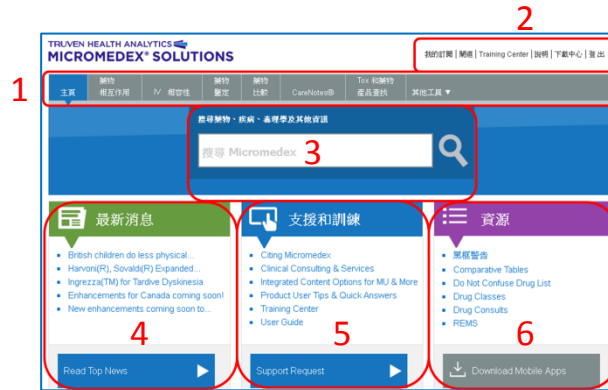 2
TRUVEN HEALTH ANALYTICS
MICROMEDEX® SOLUTIONS
我的訂閱 | 閘道 | Training Center | 說明 | 下載中心 | 登出
1
主頁
藥物
相互作用
IV 相容性
藥物
鑒定
藥物
比較
CareNotes®
Tox 和藥物
產品查找
其他工具 ▼
搜尋藥物、疾病、毒理學及其他資訊
搜尋 Micromedex
3
最新消息
British children do less physical...
Harvoni(R), Sovaldi(R) Expanded...
Ingrezza(TM) for Tardive Dyskinesia
Enhancements for Canada coming soon!
New enhancements coming soon to...
4
Read Top News
支援和訓練
Citing Micromedex
Clinical Consulting & Services
Integrated Content Options for MU & More
Product User Tips & Quick Answers
Training Center
User Guide
5
Support Request
資源
黑框警告
Comparative Tables
Do Not Confuse Drug List
Drug Classes
Drug Consults
REMS
6
Download Mobile Apps